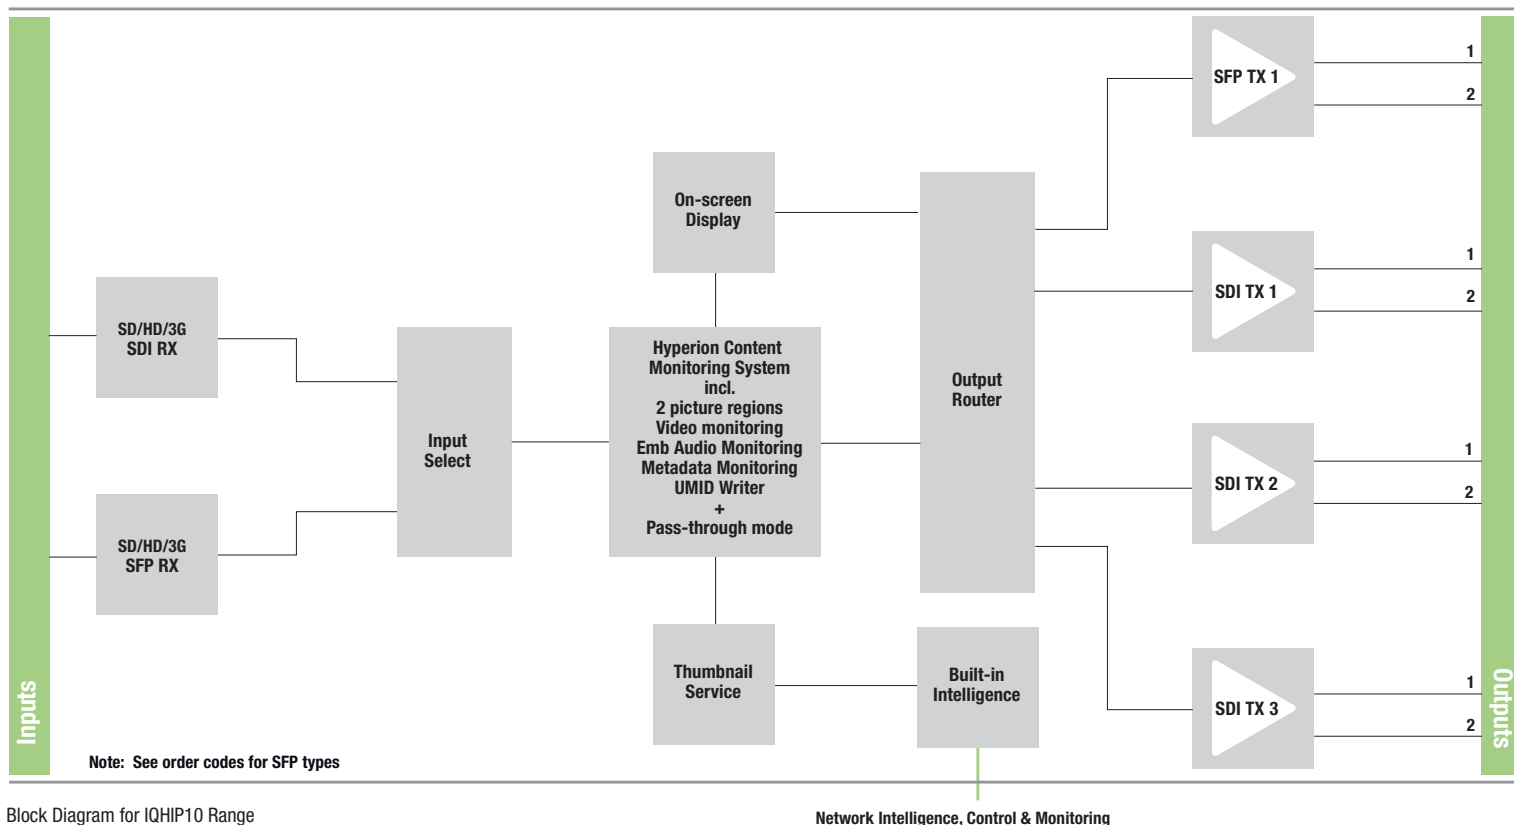 Inputs
SD/HD/3G
SDI RX
SD/HD/3G
SFP RX
Input
Select
On-screen
Display
Hyperion Content
Monitoring System
incl.
2 picture regions
Video monitoring
Emb Audio Monitoring
Metadata Monitoring
UMID Writer
+
Pass-through mode
Thumbnail
Service
Built-in
Intelligence
Output
Router
SFP TX 1
1
2
SDI TX 1
1
2
SDI TX 2
1
2
SDI TX 3
1
2
Outputs
Note: See order codes for SFP types
Block Diagram for IQHIP10 Range
Network Intelligence, Control & Monitoring